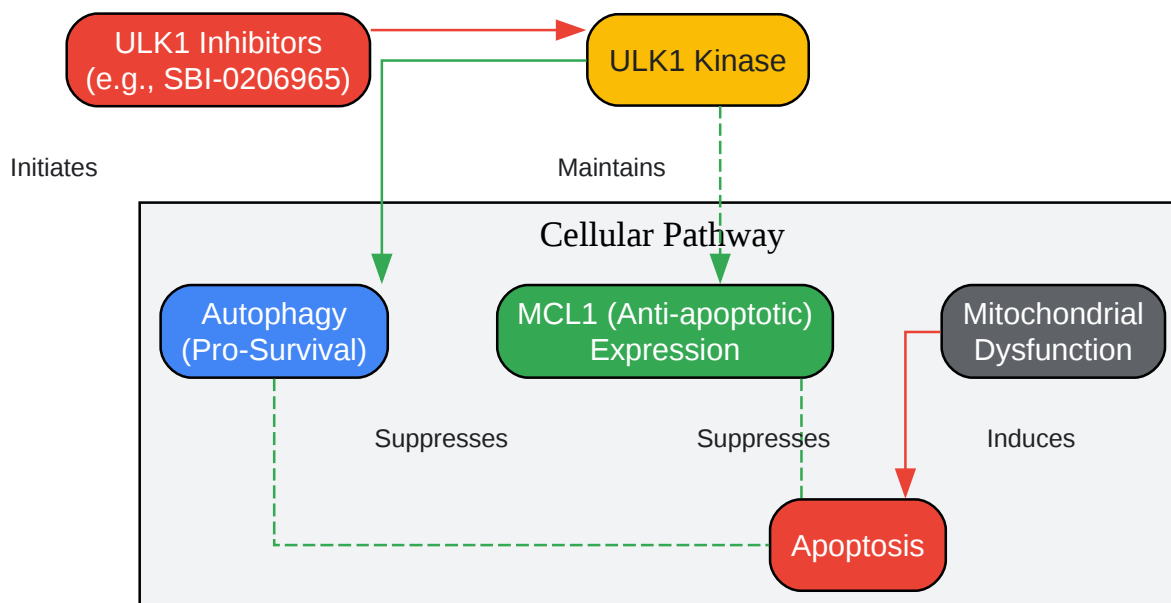 ULK1 Inhibitors
(e.g., SBI-0206965)
ULK1 Kinase
Initiates
Maintains
Cellular Pathway
Autophagy
(Pro-Survival)
MCL1 (Anti-apoptotic)
Expression
Mitochondrial
Dysfunction
Suppresses
Suppresses
Induces
Apoptosis